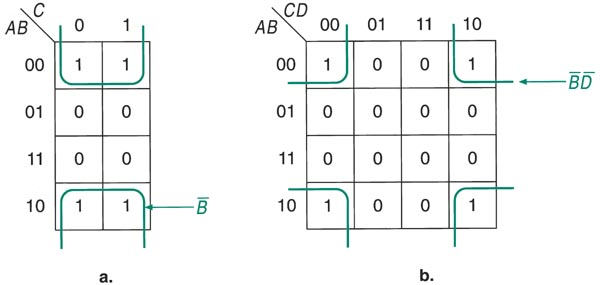 C CD
AB 0 1 AB 00 01 11 10
00 1 1 00 1 0 0 1 B̅D̅
01 0 0 01 0 0 0 0
11 0 0 11 0 0 0 0
10 1 1 B̅ 10 1 0 0 1
a. b.